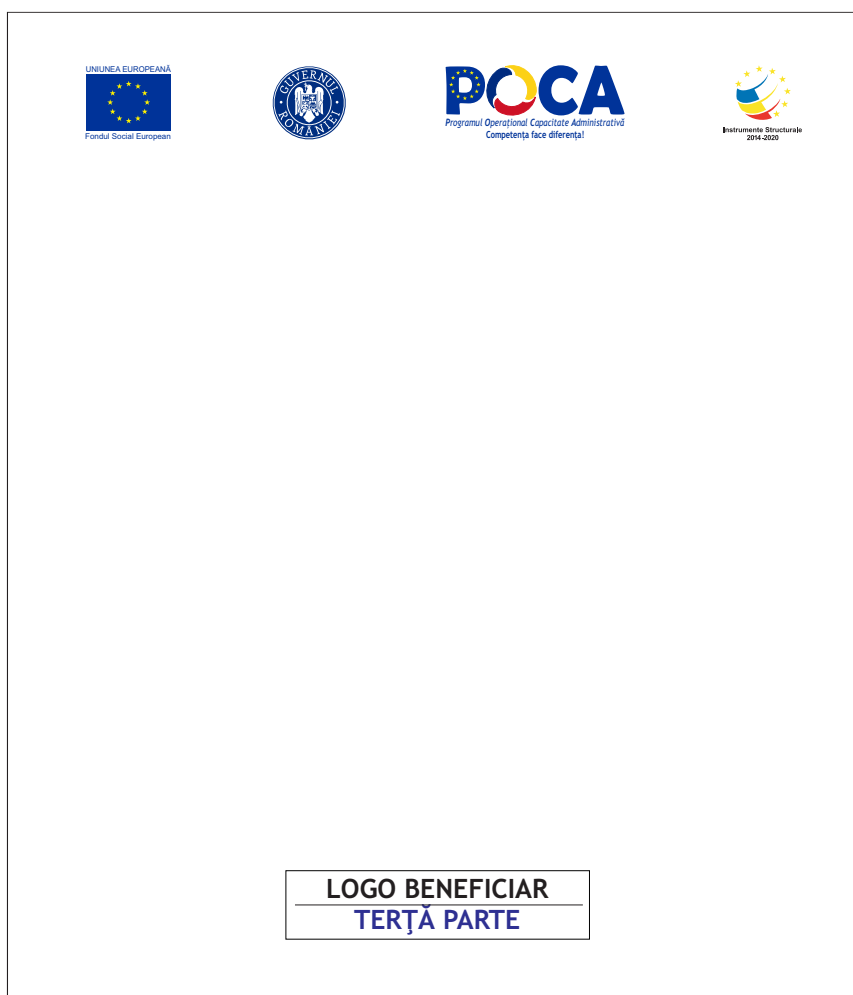 UNIUNEA EUROPEANĂ
Fondul Social European
GUVERNUL
ROMÂNIEI
POCA
Programul Operațional Capacitate Administrativă
Competența face diferența!
Instrumente Structurale
2014-2020
LOGO BENEFICIAR
TERŢĂ PARTE